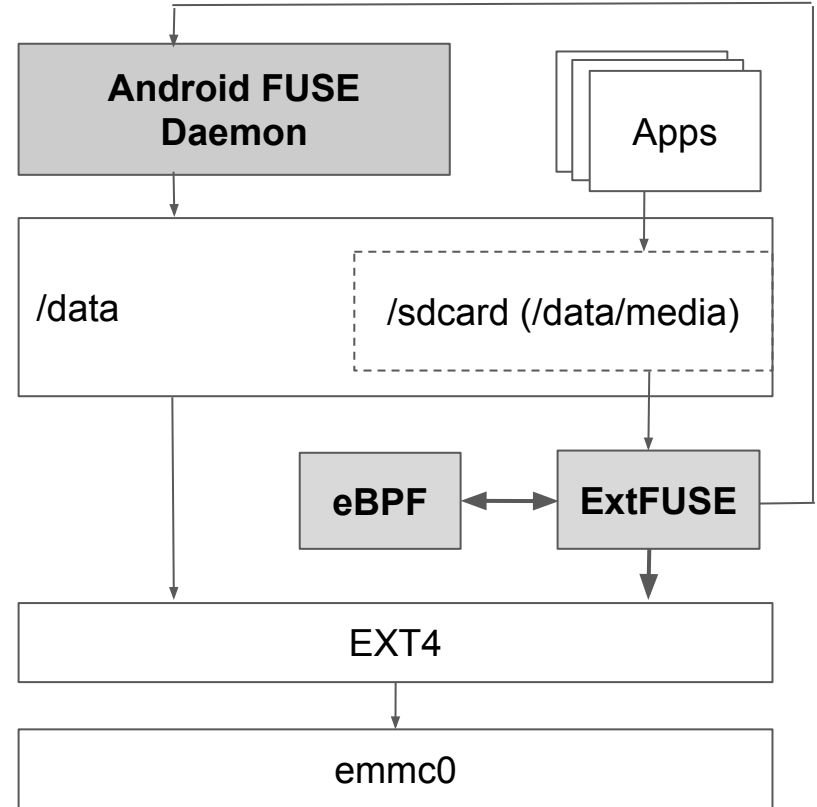 Android FUSE
Daemon
Apps
/data
/sdcard (/data/media)
eBPF
ExtFUSE
EXT4
emmc0